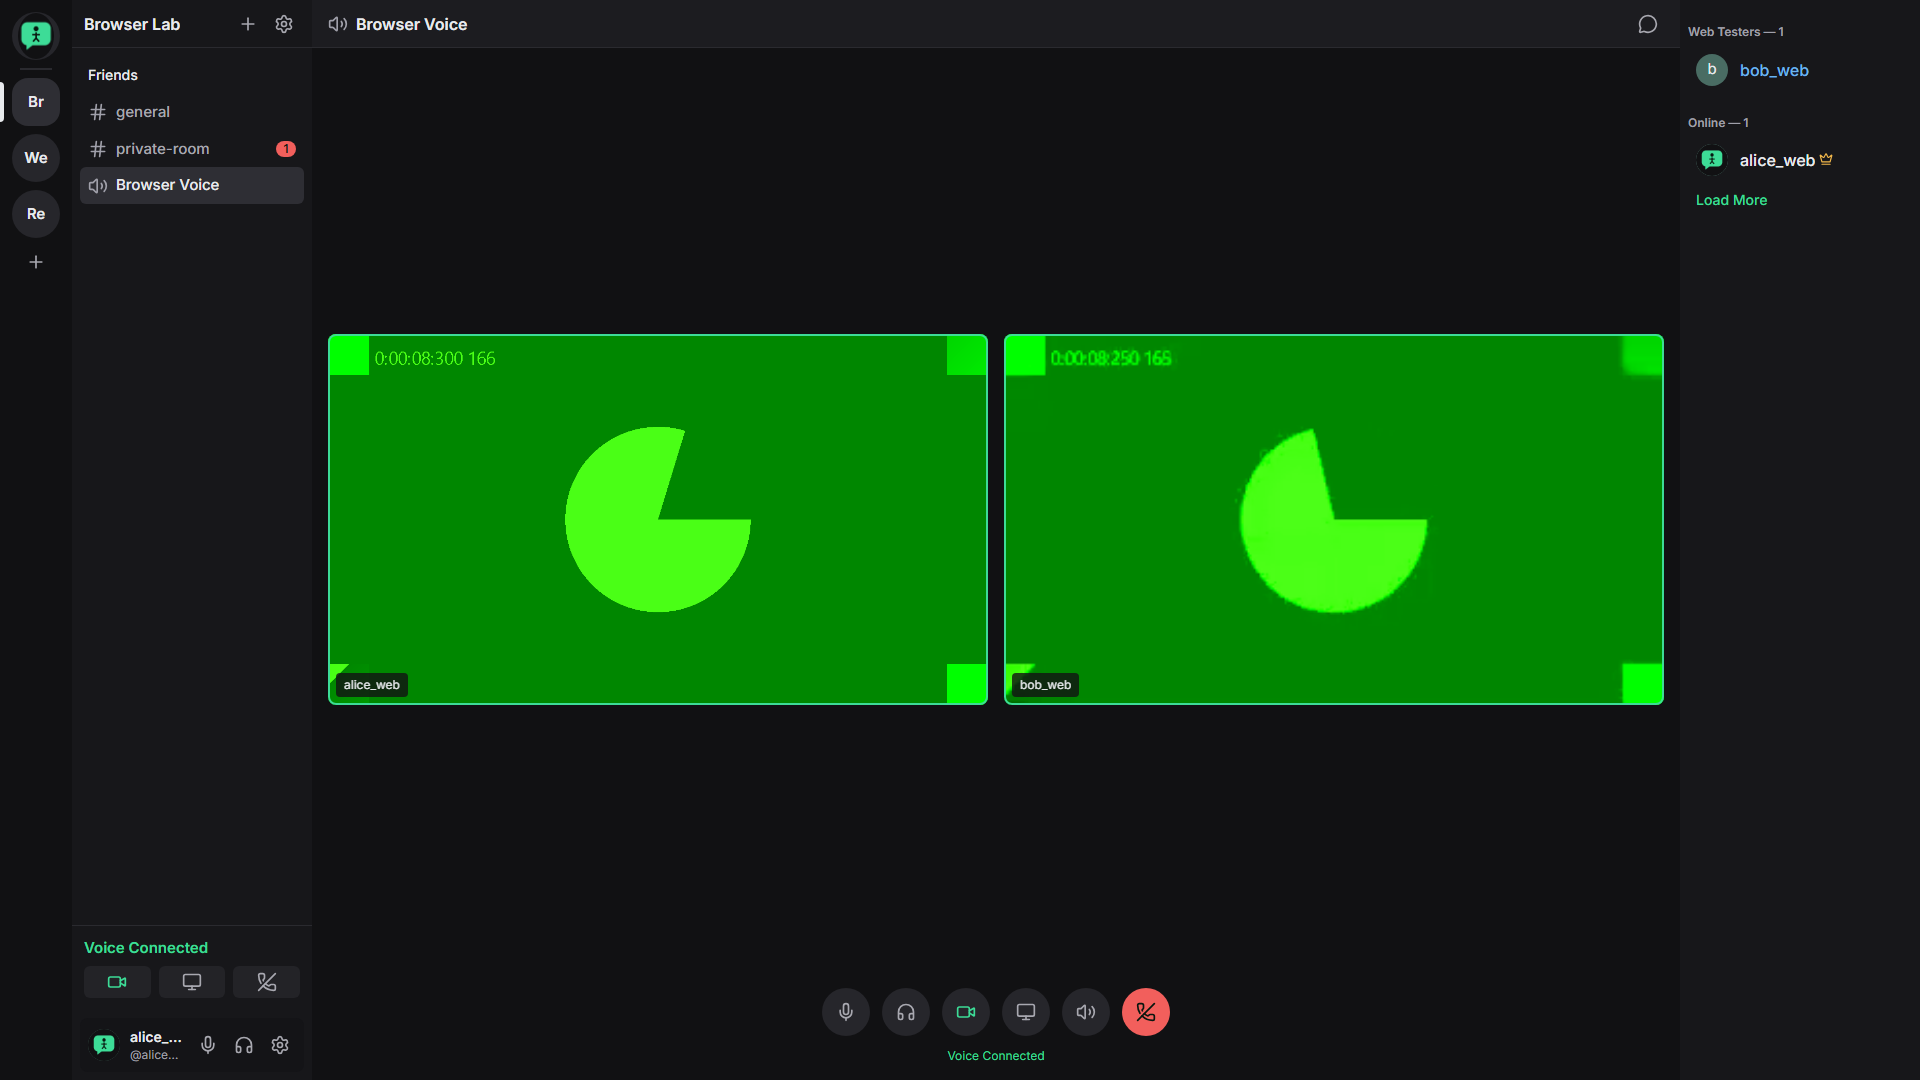 Browser Lab
Browser Voice
Br
We
Re
Friends
general
private-room
1
Browser Voice
0:00:08:300 166
alice_web
0:00:08:250 165
bob_web
Web Testers — 1
b
bob_web
Online — 1
alice_web
Load More
Voice Connected
alice_...
@alice...
Voice Connected